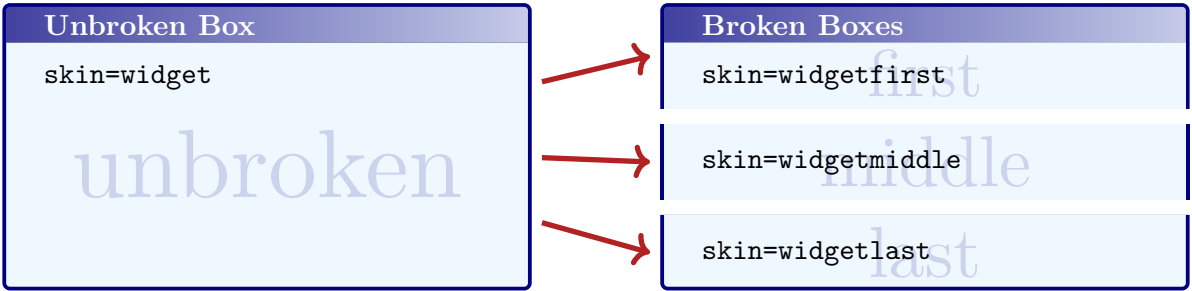 Unbroken Box
skin=widget
unbroken
Broken Boxes
first
skin=widgetfirst
middle
skin=widgetmiddle
last
skin=widgetlast